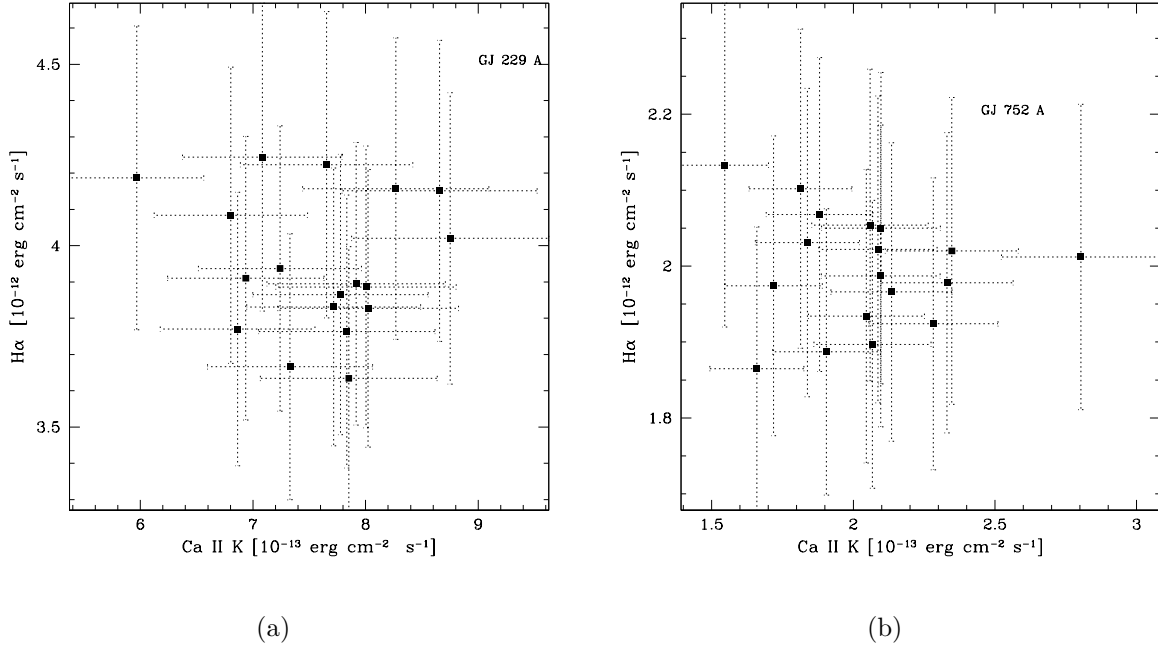 GJ 229 A
4.5
4
3.5
Hα [10⁻¹² erg cm⁻² s⁻¹]
6 7 8 9
Ca II K [10⁻¹³ erg cm⁻² s⁻¹]
(a)
GJ 752 A
2.2
2
1.8
Hα [10⁻¹² erg cm⁻² s⁻¹]
1.5 2 2.5 3
Ca II K [10⁻¹³ erg cm⁻² s⁻¹]
(b)